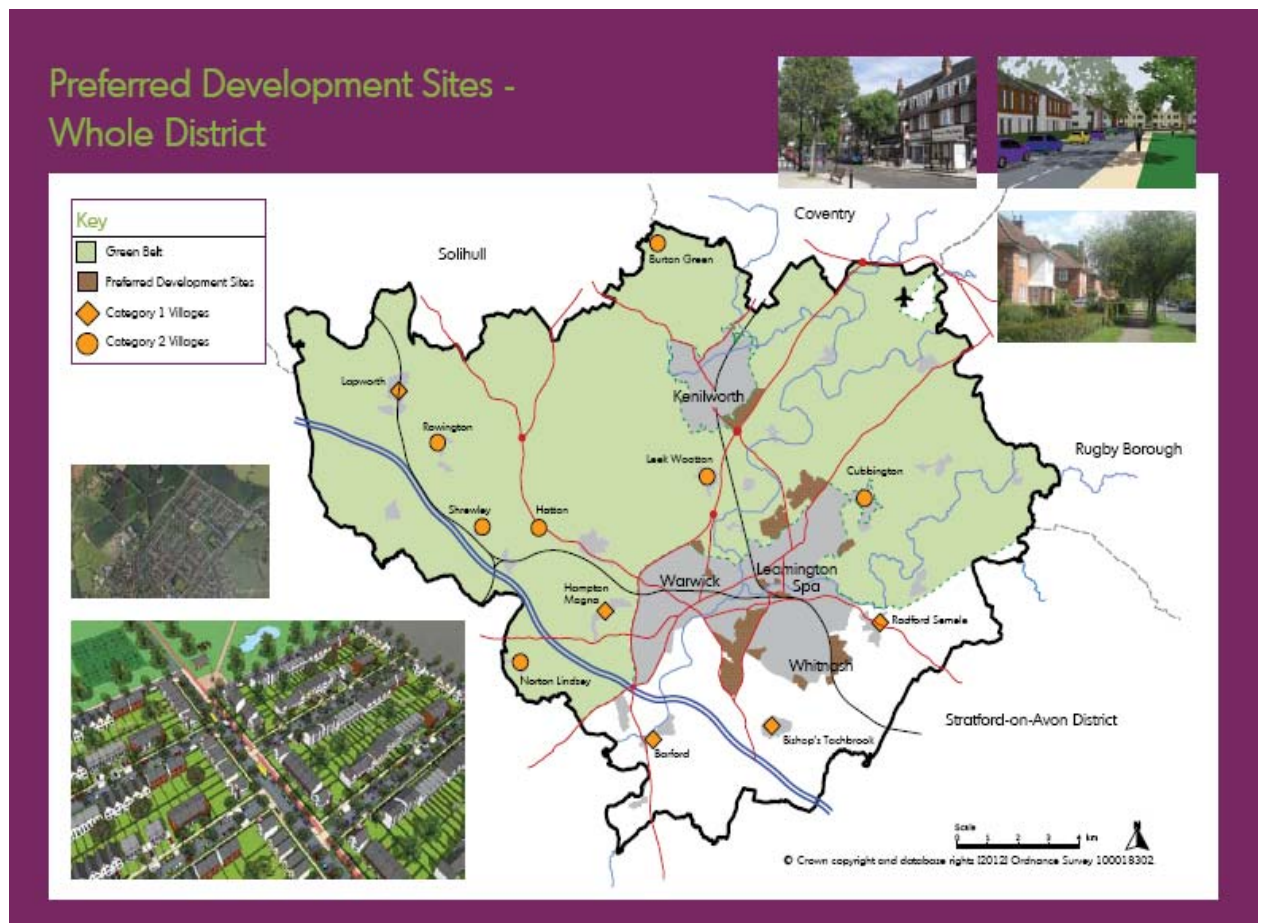 Preferred Development Sites -
Whole District
Key
Green Belt
Preferred Development Sites
Category 1 Villages
Category 2 Villages
Solihull
Coventry
Burton Green
Lapworth
Kenilworth
Rowington
Leek Wootton
Cubbington
Rugby Borough
Shrewley
Hatton
Hampton
Magna
Warwick
Leamington
Spa
Radford Semele
Norton Lindsey
Whitnash
Stratford-on-Avon District
Barford
Bishop's Tachbrook
Scale
0 1 2 3 4 km
N
© Crown copyright and database rights [2012] Ordnance Survey 100018302